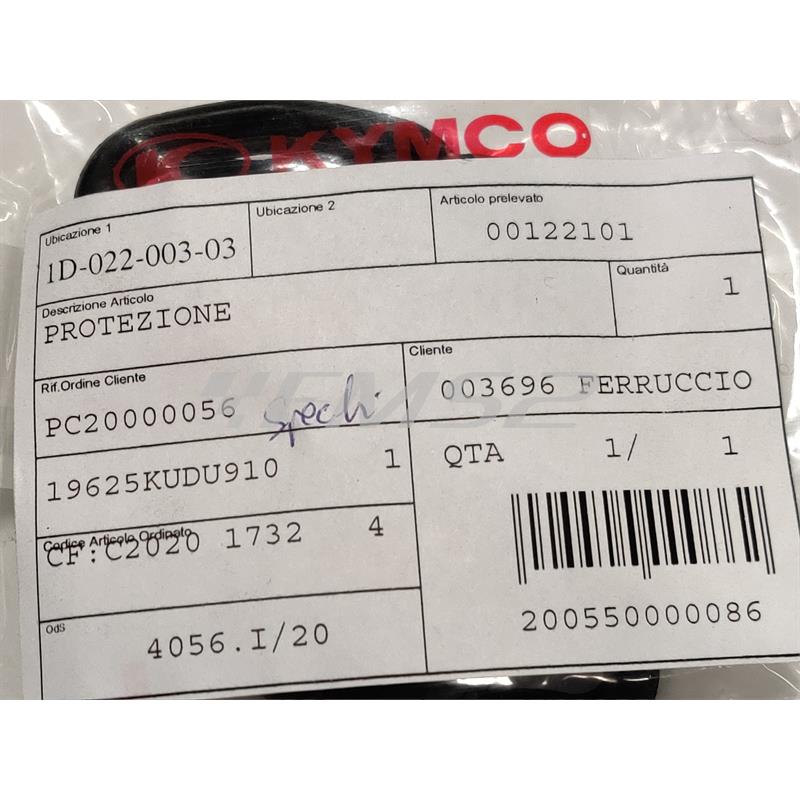 KYMCO
Ubicazione 1
1D-022-003-03
Ubicazione 2
Articolo prelevato
00122101
Descrizione Articolo
PROTEZIONE
Quantità
1
Rif.Ordine Cliente
PC20000056
Cliente
003696 FERRUCCIO
19625KUDU910 1
QTA 1/ 1
Codice Articolo Ordinato
CF:C2020 1732 4
200550000086
OdS
4056.I/20